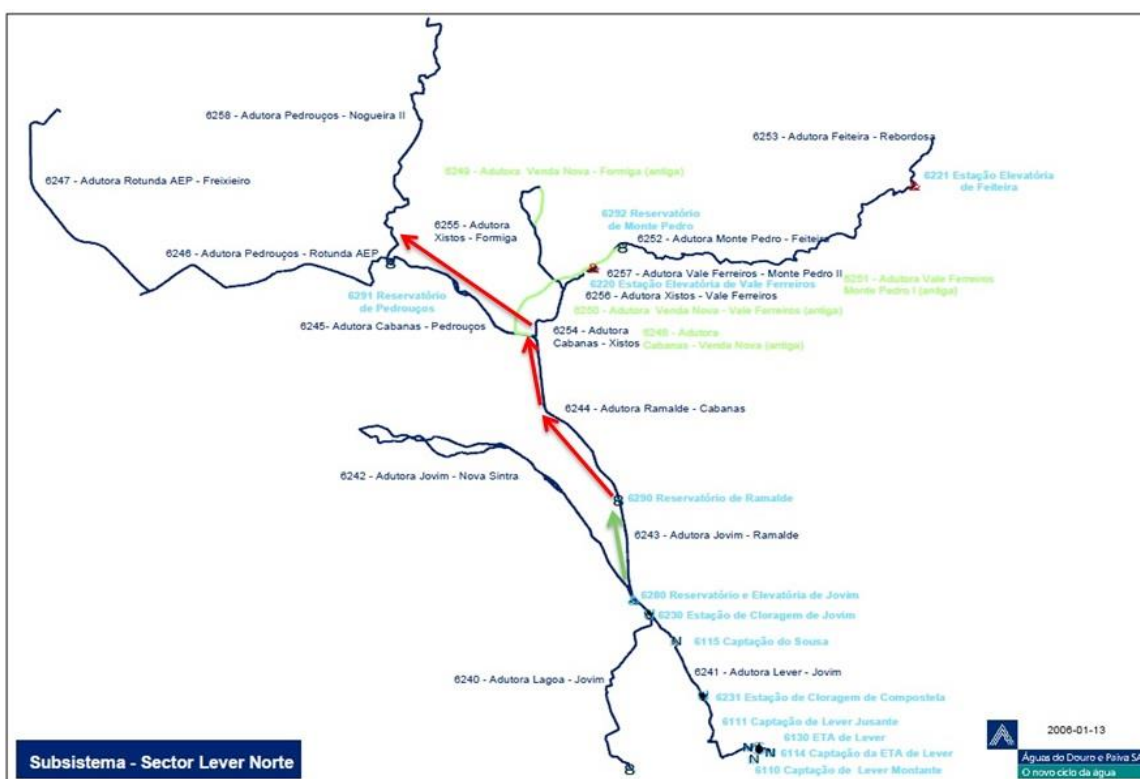 6258 - Adutora Pedrouços - Nogueira II
6253 - Adutora Feiteira - Rebordosa
6247 - Adutora Rotunda AEP - Freixieiro
6249 - Adutora Venda Nova - Formiga (antiga)
6221 Estação Elevatória
de Feiteira
6292 Reservatório
de Monte Pedro
6255 - Adutora
Xistos - Formiga
6252 - Adutora Monte Pedro - Feiteira
6246 - Adutora Pedrouços - Rotunda AEP
6257 - Adutora Vale Ferreiros - Monte Pedro II
6220 Estação Elevatória de Vale Ferreiros
6251 - Adutora Vale Ferreiros
Monte Pedro I (antiga)
6291 Reservatório
de Pedrouços
6256 - Adutora Xistos - Vale Ferreiros
6250 - Adutora Venda Nova - Vale Ferreiros (antiga)
6245- Adutora Cabanas - Pedrouços
6254 - Adutora
Cabanas - Xistos
6248 - Adutora
Cabanas - Venda Nova (antiga)
6244 - Adutora Ramalde - Cabanas
6242 - Adutora Jovim - Nova Sintra
6290 Reservatório de Ramalde
6243 - Adutora Jovim - Ramalde
6280 Reservatório e Elevatória de Jovim
6230 Estação de Cloragem de Jovim
6115 Captação do Sousa
6240 - Adutora Lagoa - Jovim
6241 - Adutora Lever - Jovim
6231 Estação de Cloragem de Compostela
6111 Captação de Lever Jusante
6130 ETA de Lever
6114 Captação da ETA de Lever
6110 Captação de Lever Montante
2006-01-13
Subsistema - Sector Lever Norte
Águas do Douro e Paiva SA
O novo ciclo da água